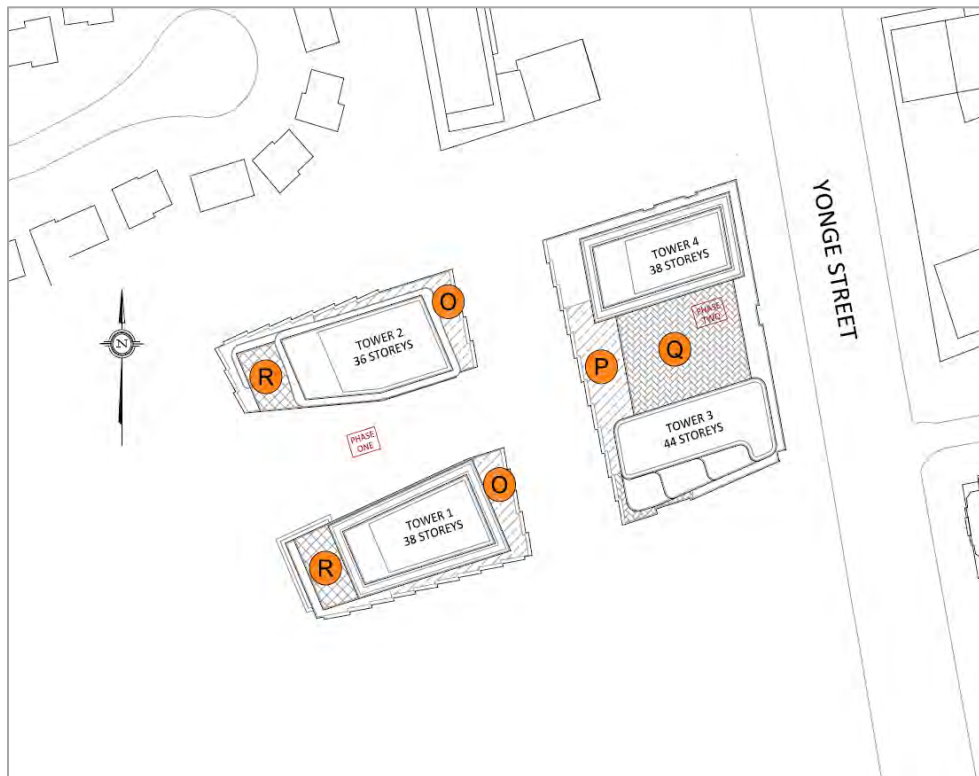 YONGE STREET
TOWER 4
38 STOREYS
PHASE
TWO
O
TOWER 2
36 STOREYS
Q
P
R
N
TOWER 3
44 STOREYS
PHASE
ONE
O
TOWER 1
38 STOREYS
R